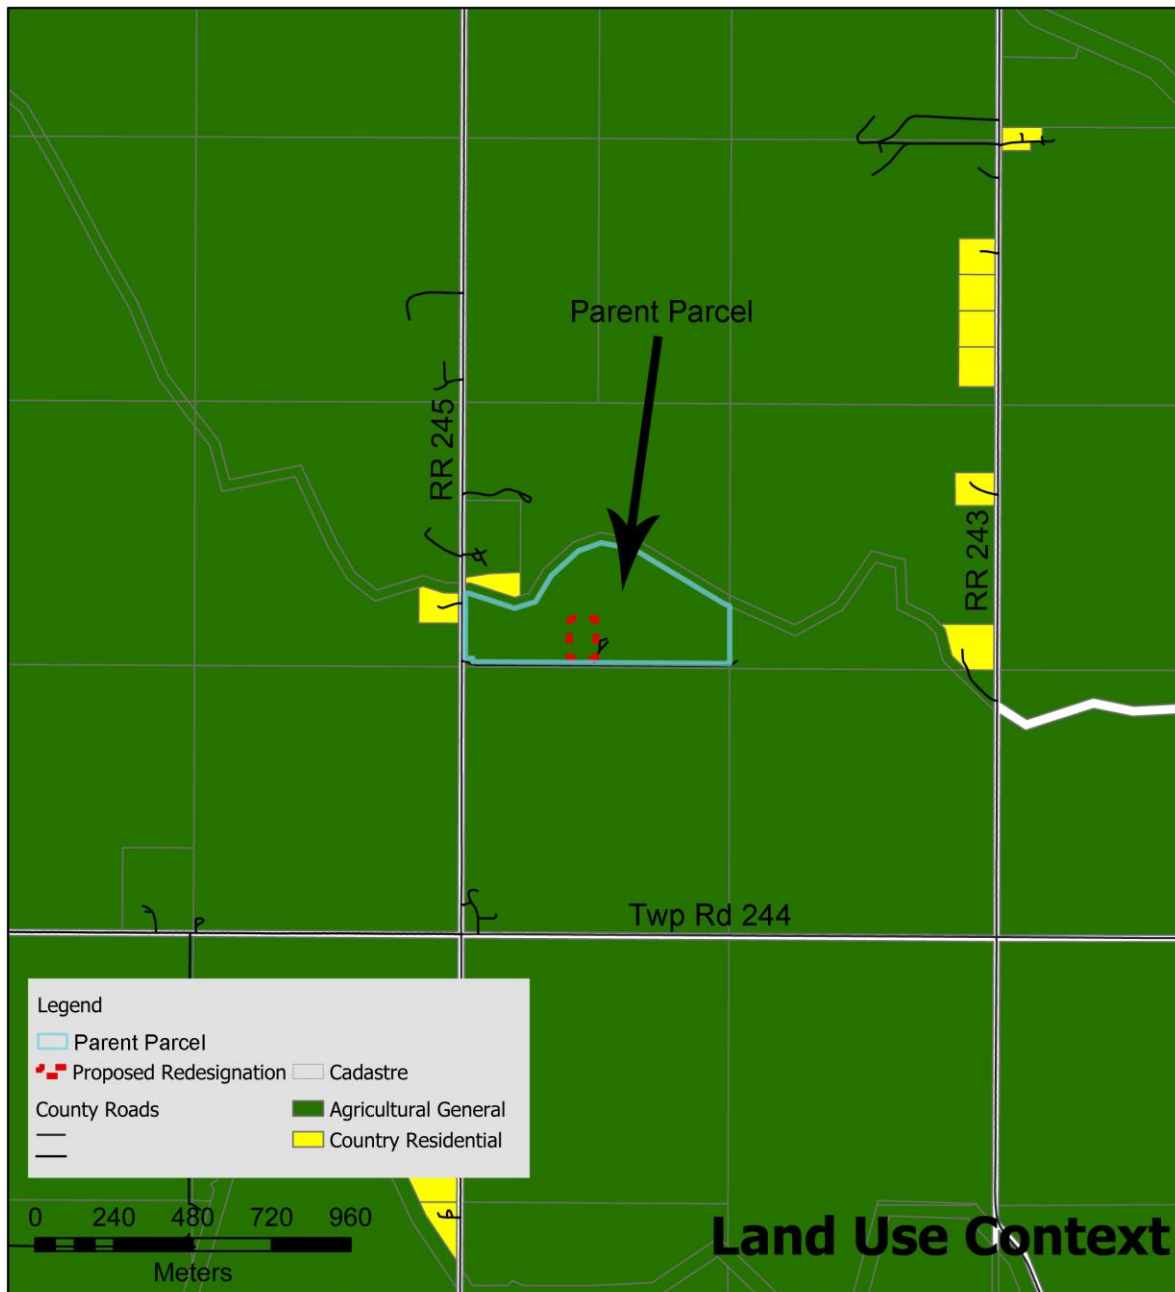 Parent Parcel
RR 245
RR 243
Twp Rd 244
Legend
Parent Parcel
Proposed Redesignation
Cadastre
County Roads
Agricultural General
Country Residential
0 240 480 720 960
Meters
Land Use Context